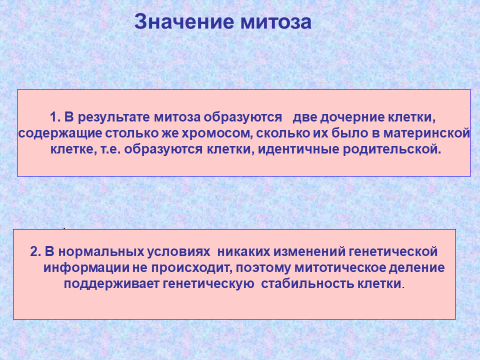 Значение митоза
1. В результате митоза образуются две дочерние клетки,
содержащие столько же хромосом, сколько их было в материнской
клетке, т.е. образуются клетки, идентичные родительской.
2. В нормальных условиях никаких изменений генетической
информации не происходит, поэтому митотическое деление
поддерживает генетическую стабильность клетки.